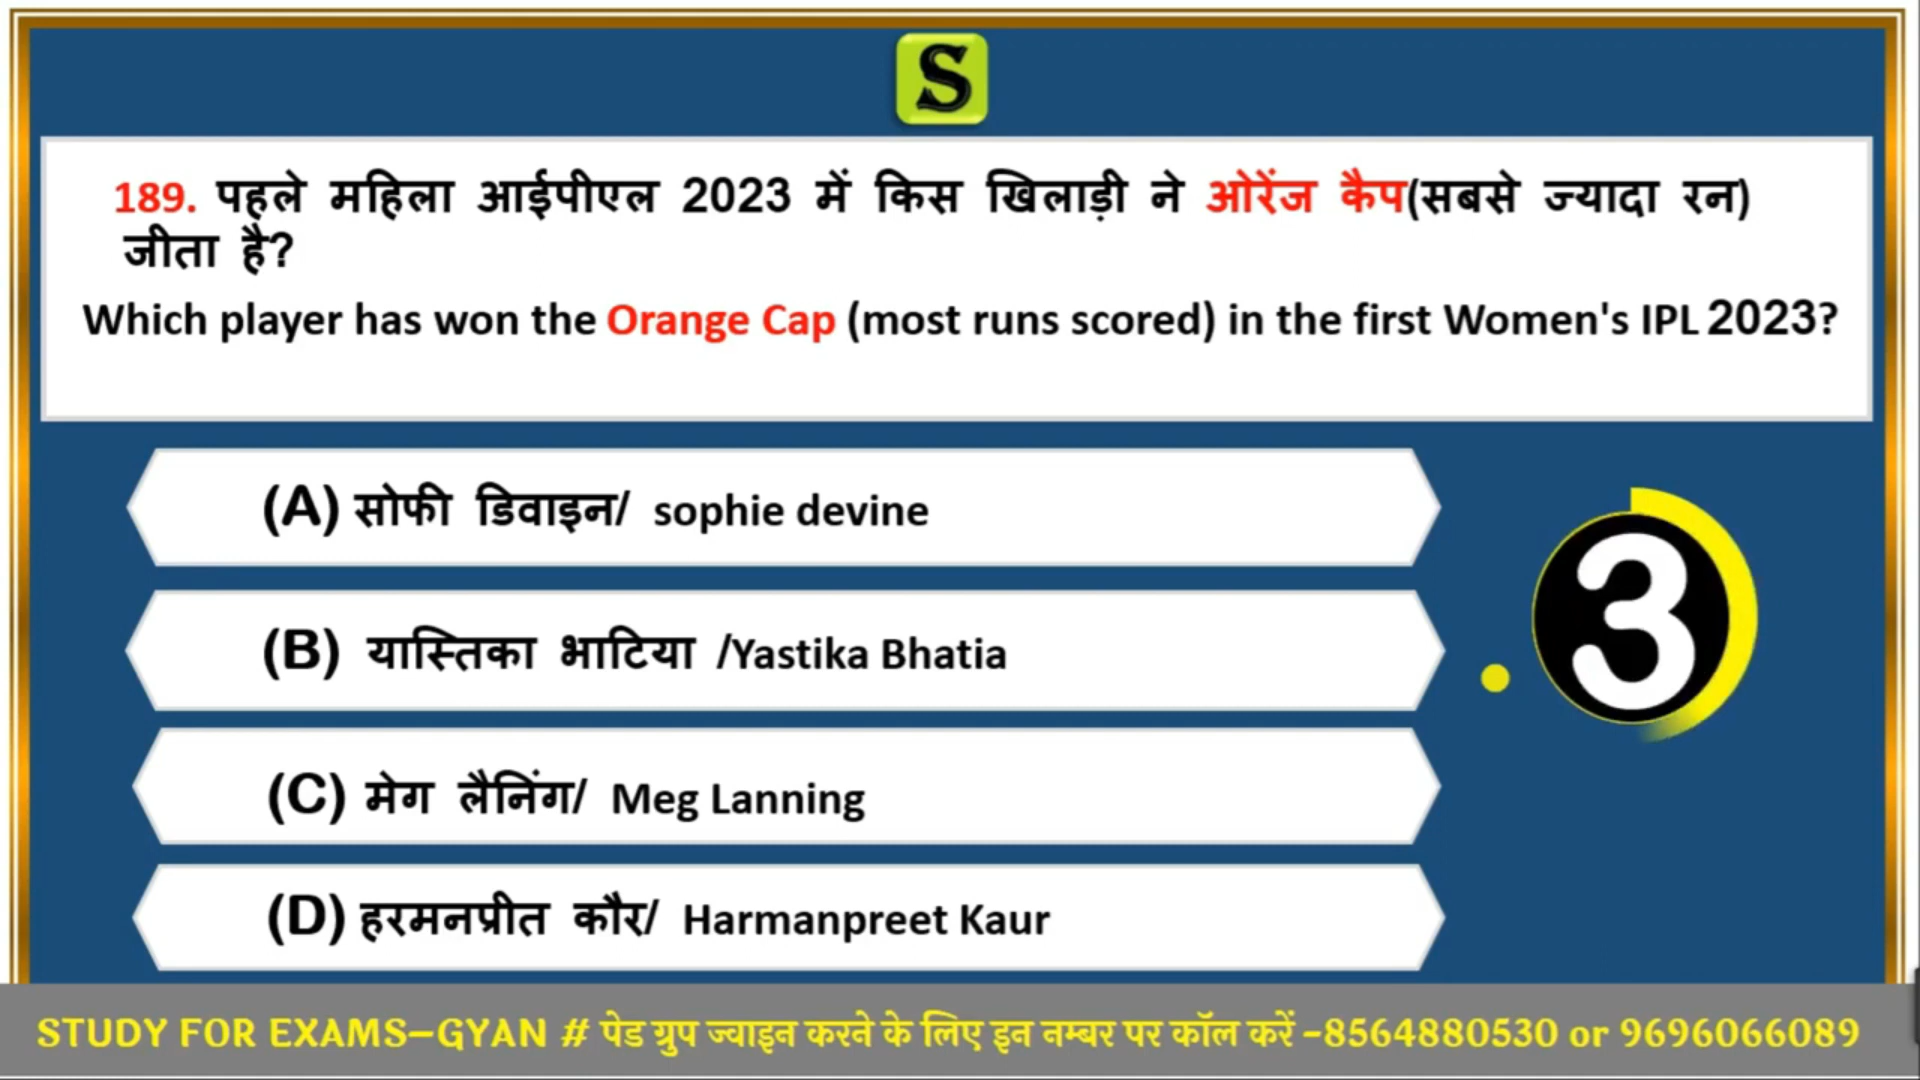 S
189. पहले महिला आईपीएल 2023 में किस खिलाड़ी ने ओरेंज कैप(सबसे ज्यादा रन)
जीता है?
Which player has won the Orange Cap (most runs scored) in the first Women's IPL 2023?
(A) सोफी डिवाइन/ sophie devine
(B) यास्तिका भाटिया /Yastika Bhatia
(C) मेग लैनिंग/ Meg Lanning
(D) हरमनप्रीत कौर/ Harmanpreet Kaur
3
STUDY FOR EXAMS–GYAN # पेड ग्रुप ज्वाइन करने के लिए इन नम्बर पर कॉल करें -8564880530 or 9696066089